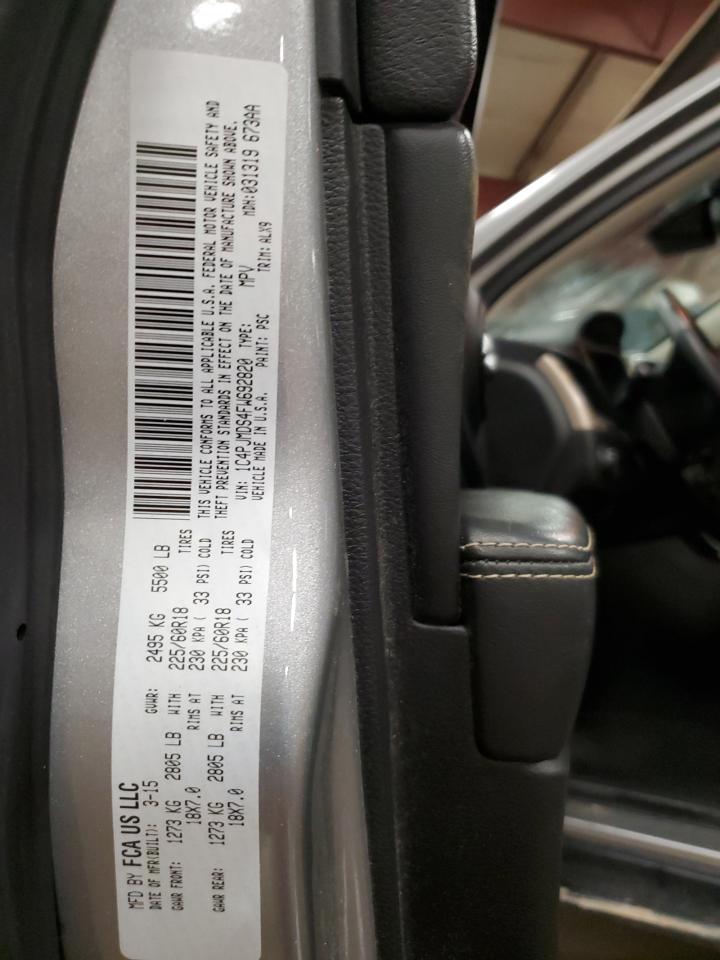 MFD BY FCA US LLC
DATE OF MFR(BUILT): 3-15 GVWR: 2495 KG 5500 LB
GAWR FRONT: 1273 KG 2805 LB WITH 225/60R18 TIRES
18X7.0 RIMS AT 230 KPA ( 33 PSI) COLD
GAWR REAR: 1273 KG 2805 LB WITH 225/60R18 TIRES
18X7.0 RIMS AT 230 KPA ( 33 PSI) COLD
THIS VEHICLE CONFORMS TO ALL APPLICABLE U.S.A. FEDERAL MOTOR VEHICLE SAFETY AND
THEFT PREVENTION STANDARDS IN EFFECT ON THE DATE OF MANUFACTURE SHOWN ABOVE.
VIN: 1C4PJMDS4FW692820 TYPE: MPV MDH:031319 673AA
VEHICLE MADE IN U.S.A. PAINT: PSC TRIM: ALX9